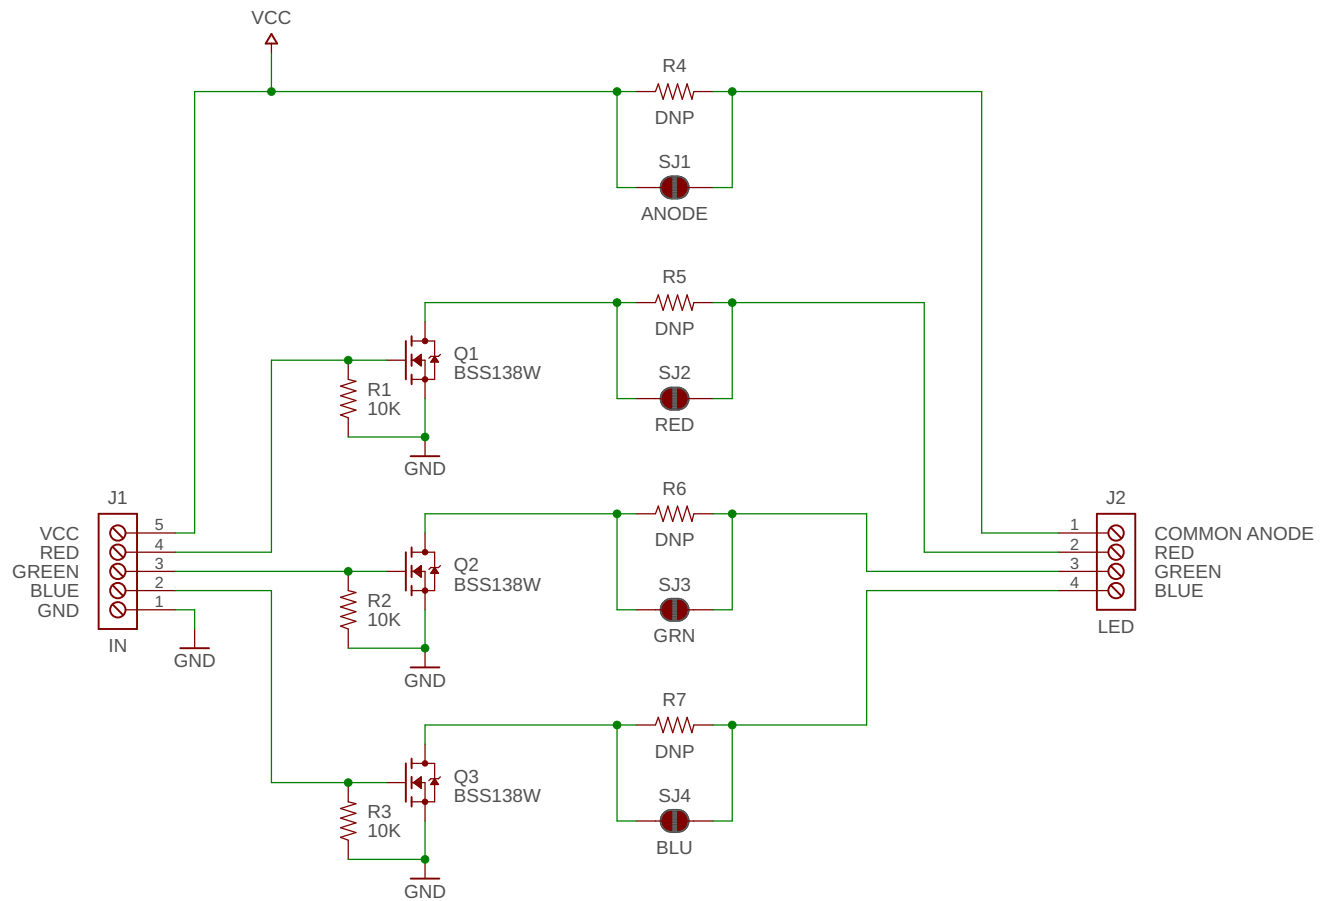 VCC
R4
DNP
SJ1
ANODE
R5
DNP
Q1
BSS138W
SJ2
RED
R1
10K
GND
J1
VCC 5
RED 4
GREEN 3
BLUE 2
GND 1
IN
GND
R6
DNP
Q2
BSS138W
SJ3
GRN
R2
10K
GND
J2
1 COMMON ANODE
2 RED
3 GREEN
4 BLUE
LED
R7
DNP
Q3
BSS138W
SJ4
BLU
R3
10K
GND